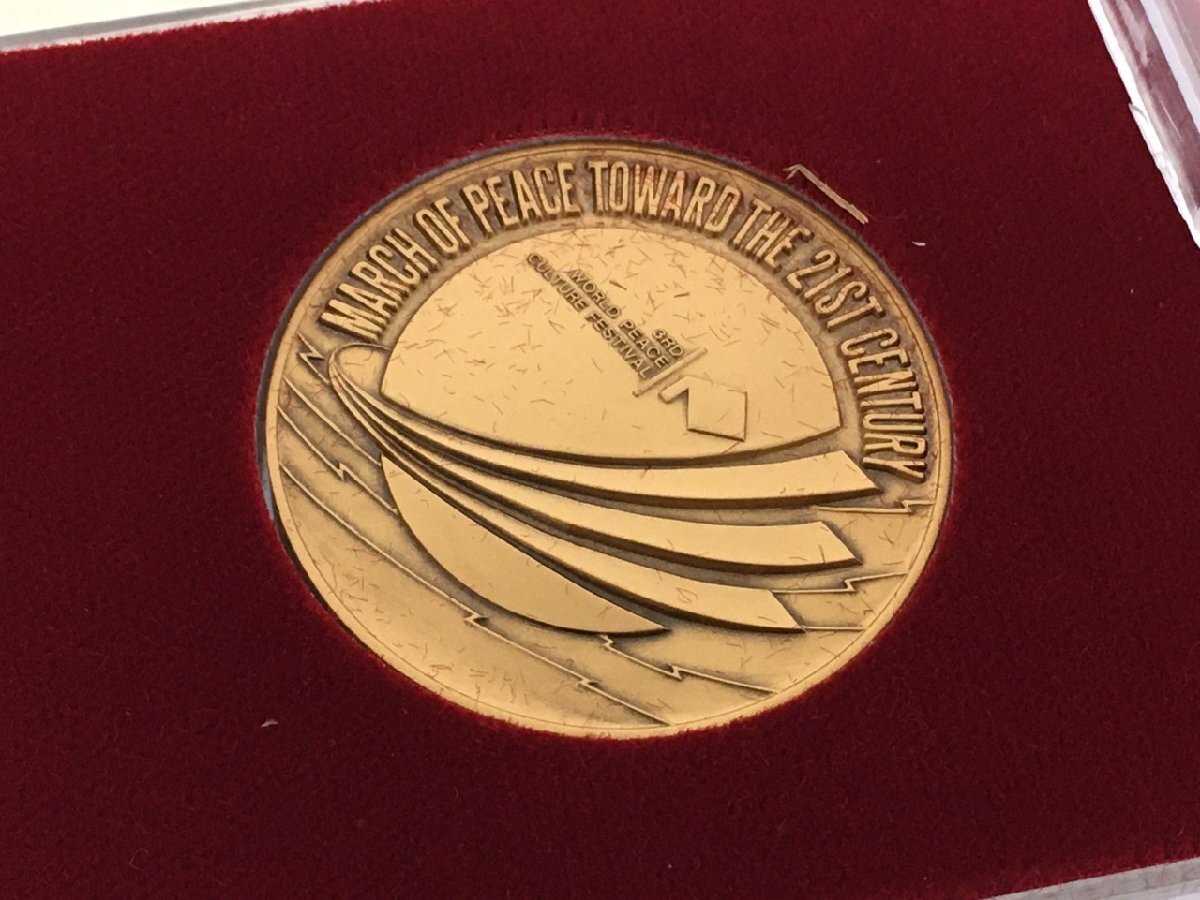 MARCH OF PEACE TOWARD THE 21ST CENTURY
3RD
WORLD PEACE
CULTURE FESTIVAL